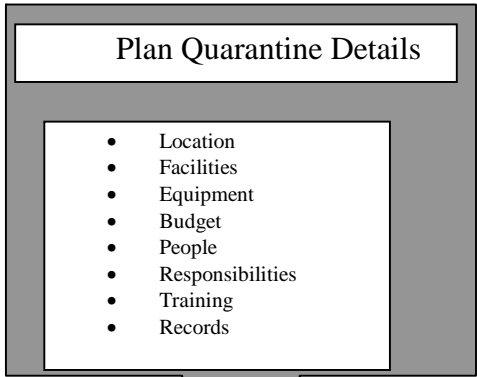 Plan Quarantine Details
• Location
• Facilities
• Equipment
• Budget
• People
• Responsibilities
• Training
• Records